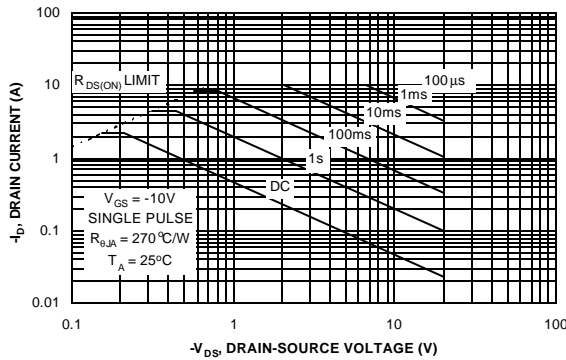 100
10
1
0.1
0.01
-I_D, DRAIN CURRENT (A)
R_DS(ON) LIMIT
100µs
1ms
10ms
100ms
1s
DC
V_GS = -10V
SINGLE PULSE
R_θJA = 270°C/W
T_A = 25°C
0.1
1
10
100
-V_DS, DRAIN-SOURCE VOLTAGE (V)